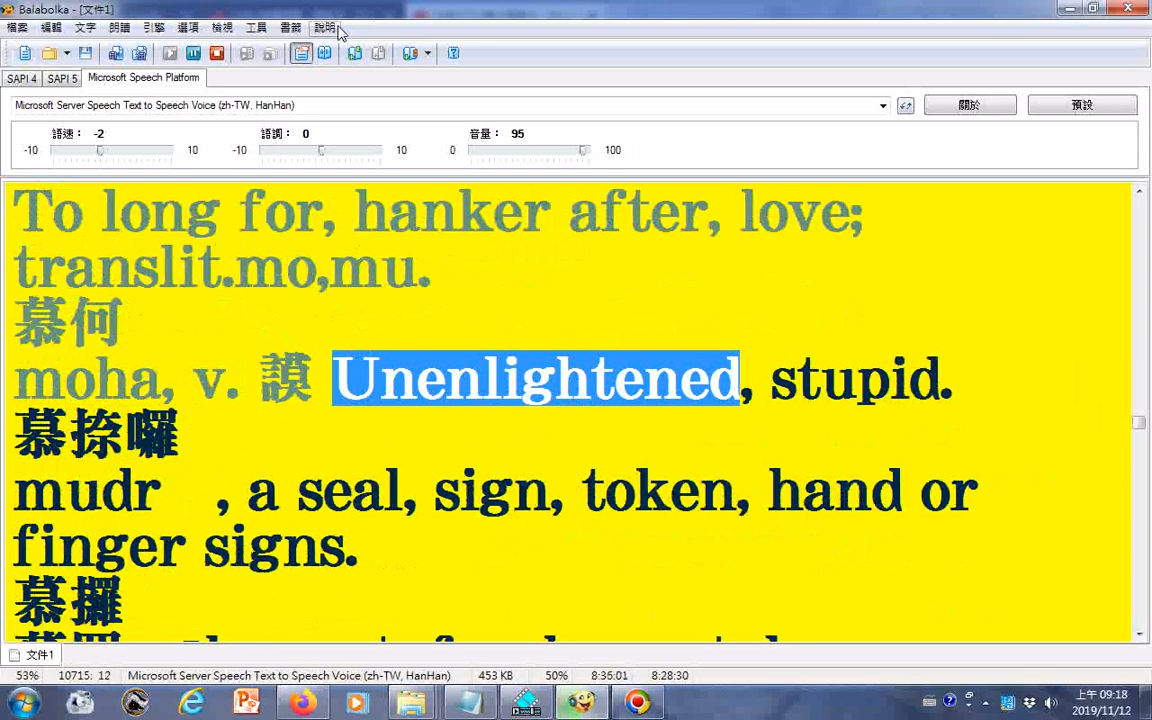 Balabolka - [文件1]
檔案 編輯 文字 朗讀 引擎 選項 檢視 工具 書籤 說明
SAPI 4 SAPI 5 Microsoft Speech Platform
Microsoft Server Speech Text to Speech Voice (zh-TW, HanHan) 關於 預設
語速： -2 語調： 0 音量： 95
-10 10 -10 10 0 100
To long for, hanker after, love;
translit.mo,mu.
慕何
moha, v. 謨 Unenlightened, stupid.
慕捺囉
mudr , a seal, sign, token, hand or
finger signs.
慕攞
文件1
53% 10715: 12 Microsoft Server Speech Text to Speech Voice (zh-TW, HanHan) 453 KB 50% 8:35:01 8:28:30
上午 09:18
2019/11/12